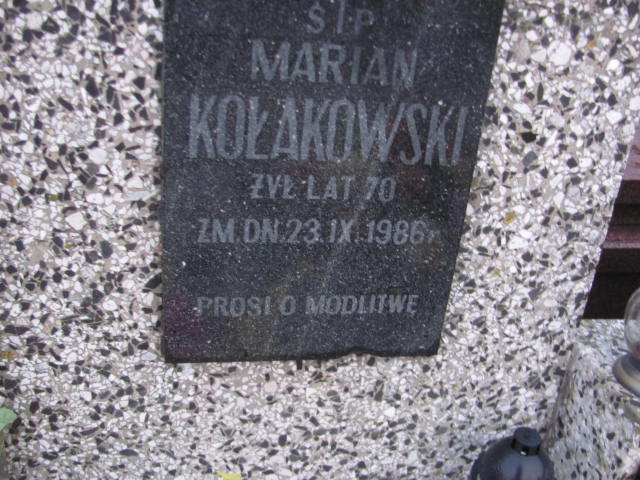 Ś I P
MARIAN
KOŁAKOWSKI
ŻYŁ LAT 70
ZM. DN. 23. IX. 1986 r
PROSI O MODLITWĘ